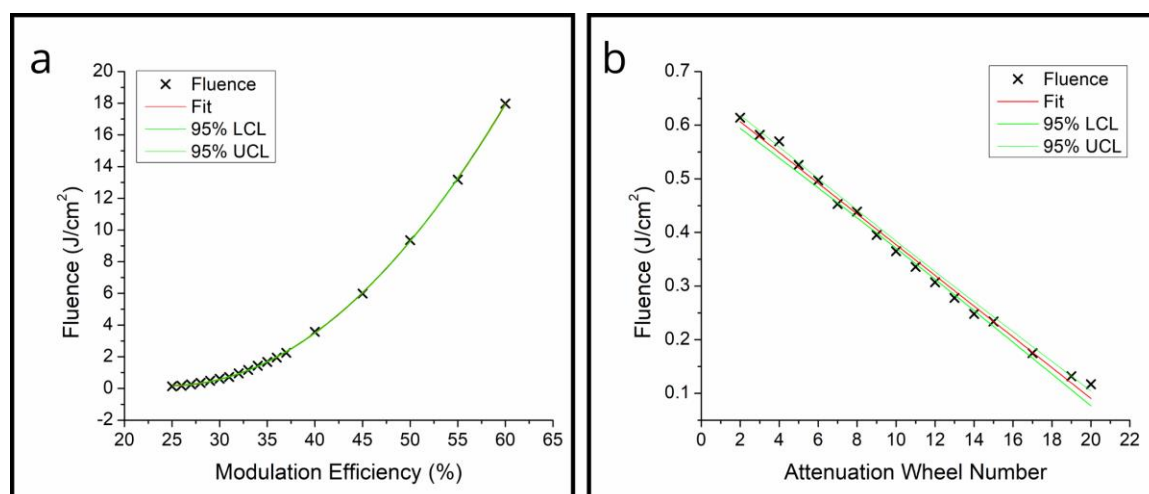 a
20
18
16
14
12
10
8
6
4
2
0
-2
Fluence (J/cm²)
Fluence
Fit
95% LCL
95% UCL
20 25 30 35 40 45 50 55 60 65
Modulation Efficiency (%)
b
0.7
0.6
0.5
0.4
0.3
0.2
0.1
Fluence (J/cm²)
Fluence
Fit
95% LCL
95% UCL
0 2 4 6 8 10 12 14 16 18 20 22
Attenuation Wheel Number